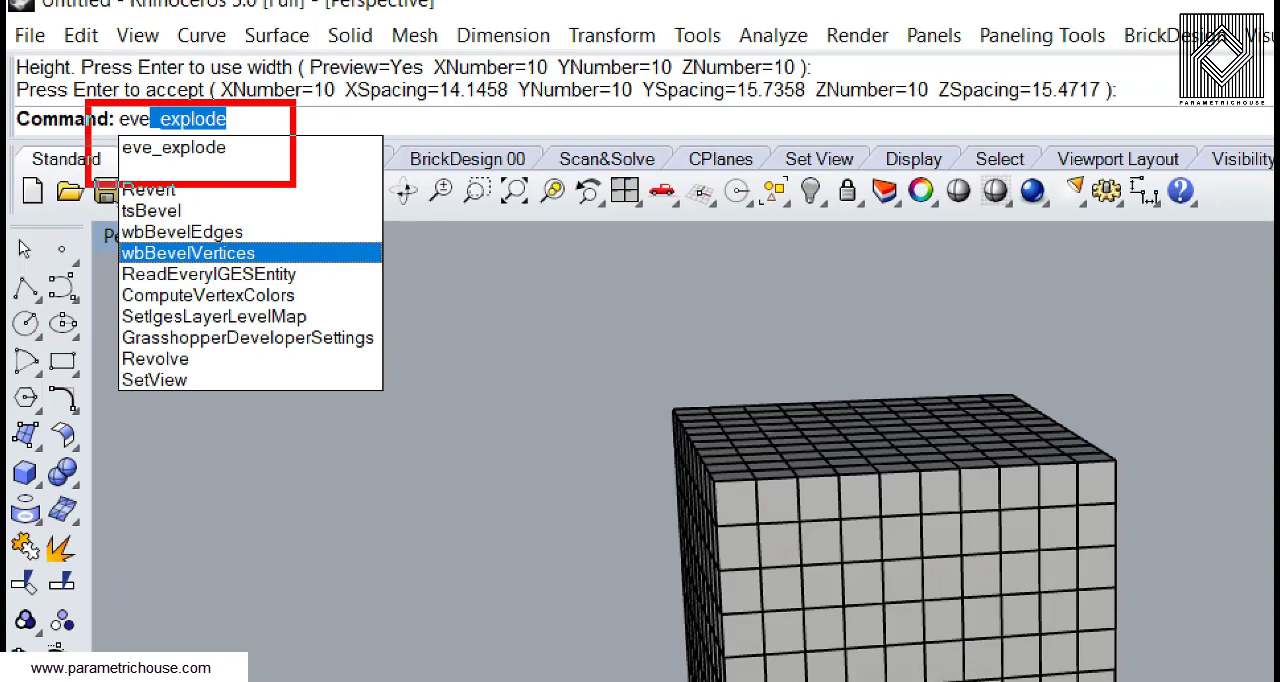 Untitled - Rhinoceros 5.0 [Full] - [Perspective]
File Edit View Curve Surface Solid Mesh Dimension Transform Tools Analyze Render Panels Paneling Tools BrickDesign
PARAMETRICHOUSE
Height. Press Enter to use width ( Preview=Yes XNumber=10 YNumber=10 ZNumber=10 ):
Press Enter to accept ( XNumber=10 XSpacing=14.1458 YNumber=10 YSpacing=15.7358 ZNumber=10 ZSpacing=15.4717 ):
Command: eve_explode
eve_explode
Standard BrickDesign 00 Scan&Solve CPlanes Set View Display Select Viewport Layout Visibility
Revert
tsBevel
wbBevelEdges
wbBevelVertices
ReadEveryIGESEntity
ComputeVertexColors
SetIgesLayerLevelMap
GrasshopperDeveloperSettings
Revolve
SetView
www.parametrichouse.com